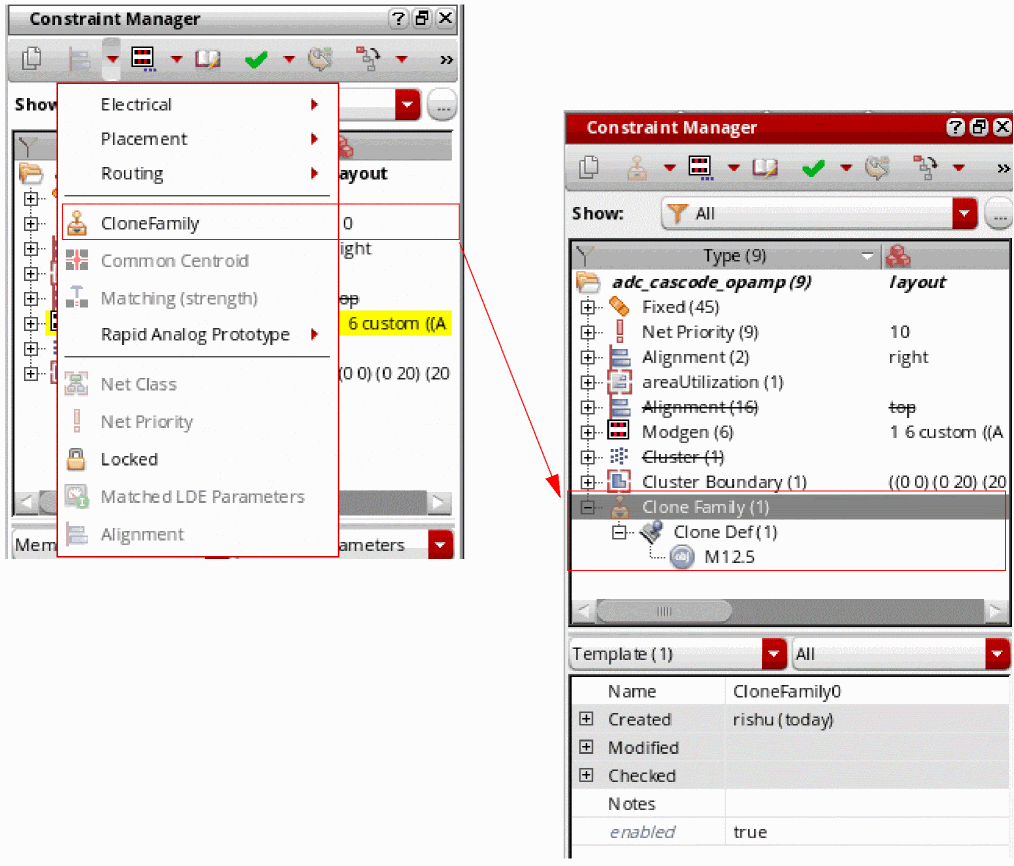 Constraint Manager
Show
Electrical
Placement
Routing
ayout
CloneFamily
0
Common Centroid
ight
Matching (strength)
op
Rapid Analog Prototype
6 custom ((A
Net Class
(0 0) (0 20) (20
Net Priority
Locked
Matched LDE Parameters
Alignment
Mem
ameters
Constraint Manager
Show:
All
...
Type (9)
adc_cascode_opamp (9)
layout
Fixed (45)
Net Priority (9)
10
Alignment (2)
right
areaUtilization (1)
Alignment (16)
top
Modgen (6)
1 6 custom ((A
Cluster (1)
Cluster Boundary (1)
((0 0) (0 20) (20
Clone Family (1)
Clone Def (1)
M12.5
Template (1)
All
Name
CloneFamily0
Created
rishu (today)
Modified
Checked
Notes
enabled
true